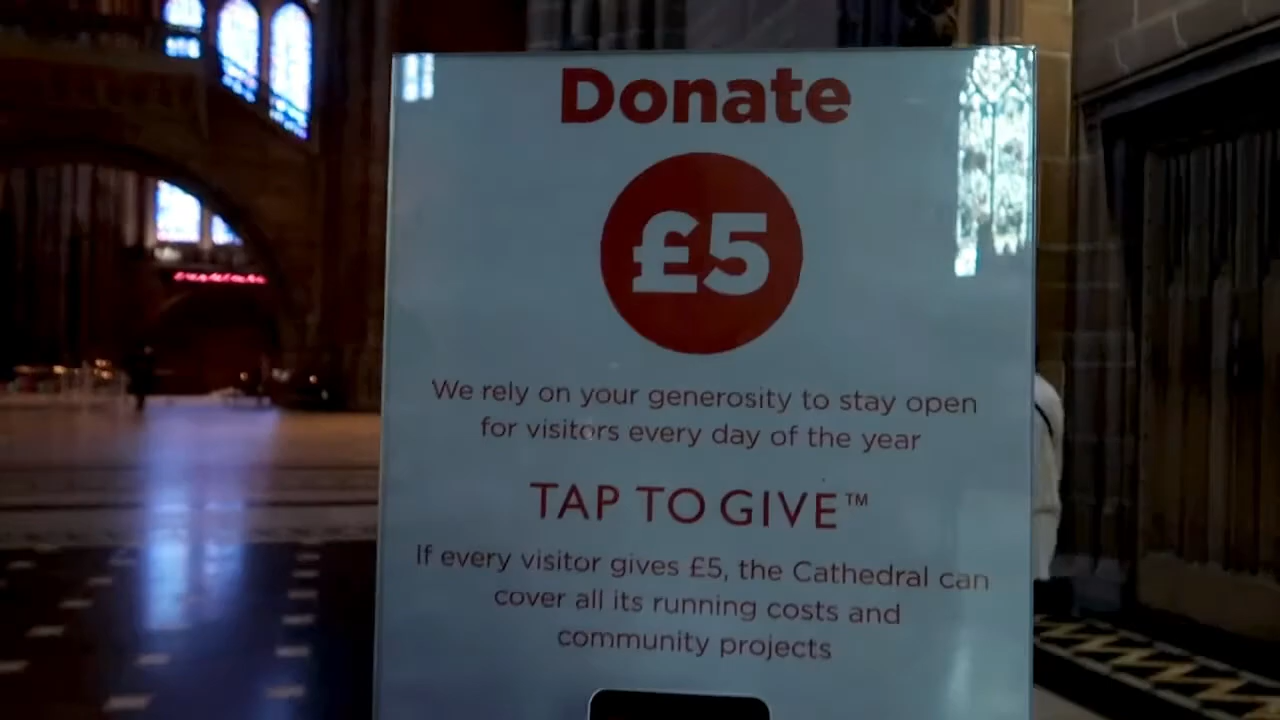 Donate
£5
We rely on your generosity to stay open
for visitors every day of the year
TAP TO GIVE™
If every visitor gives £5, the Cathedral can
cover all its running costs and
community projects